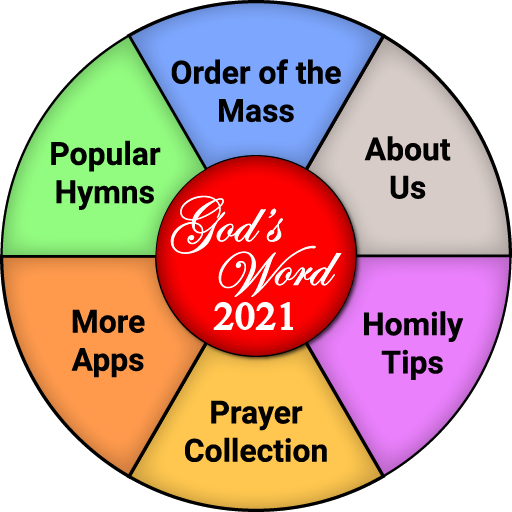 Order of the
Mass
About
Us
Homily
Tips
Prayer
Collection
More
Apps
Popular
Hymns
God's
Word
2021